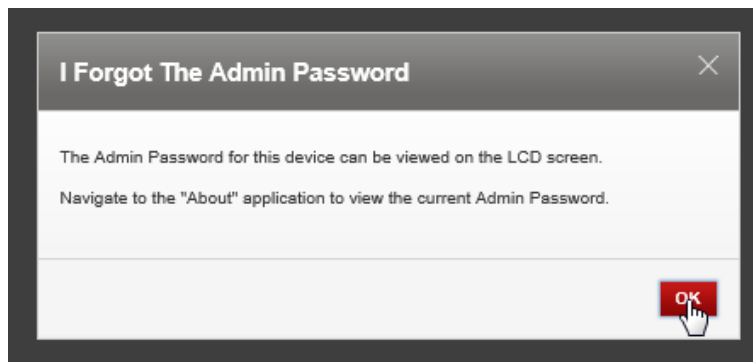 I Forgot The Admin Password
The Admin Password for this device can be viewed on the LCD screen.
Navigate to the "About" application to view the current Admin Password.
OK